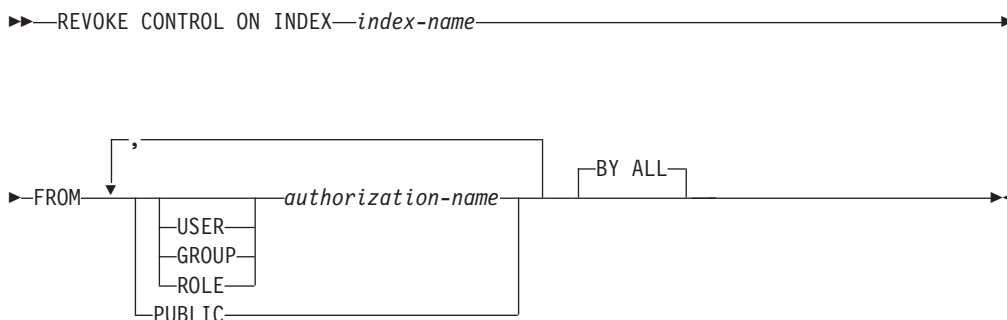 REVOKE CONTROL ON INDEX index-name
,
BY ALL
FROM authorization-name
USER
GROUP
ROLE
PUBLIC